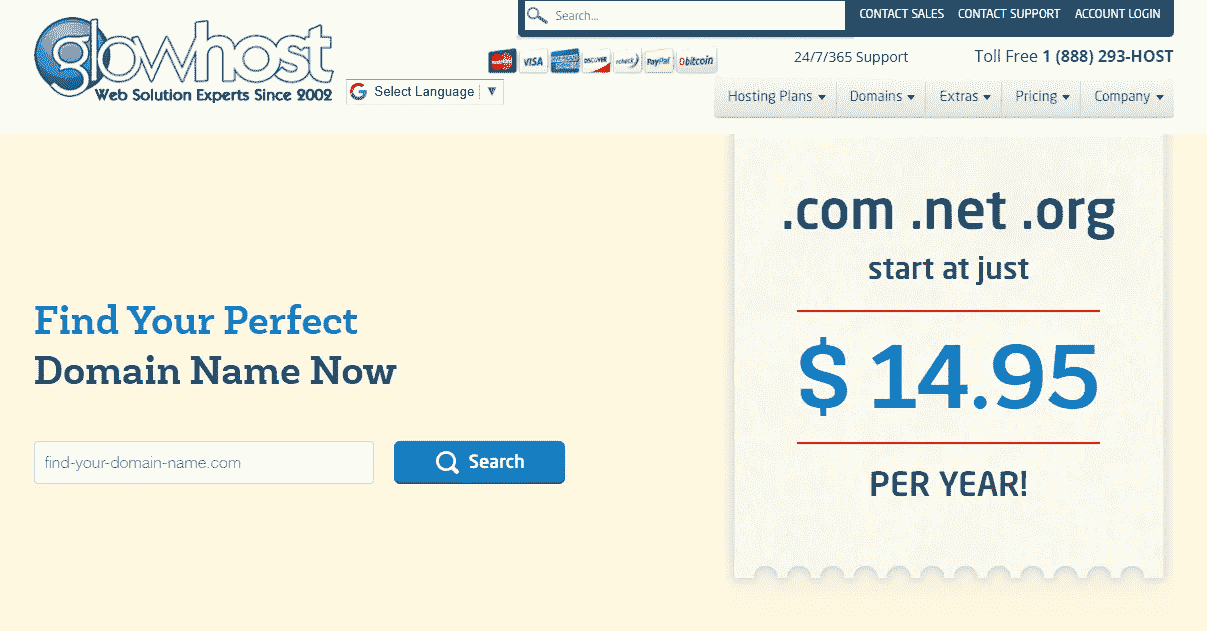 Search...
CONTACT SALES CONTACT SUPPORT ACCOUNT LOGIN
glowhost
Web Solution Experts Since 2002
VISA DISCOVER echeck PayPal bitcoin
24/7/365 Support
Toll Free 1 (888) 293-HOST
G Select Language ▼
Hosting Plans Domains Extras Pricing Company
.com .net .org
start at just
$ 14.95
PER YEAR!
Find Your Perfect
Domain Name Now
find-your-domain-name.com
Search